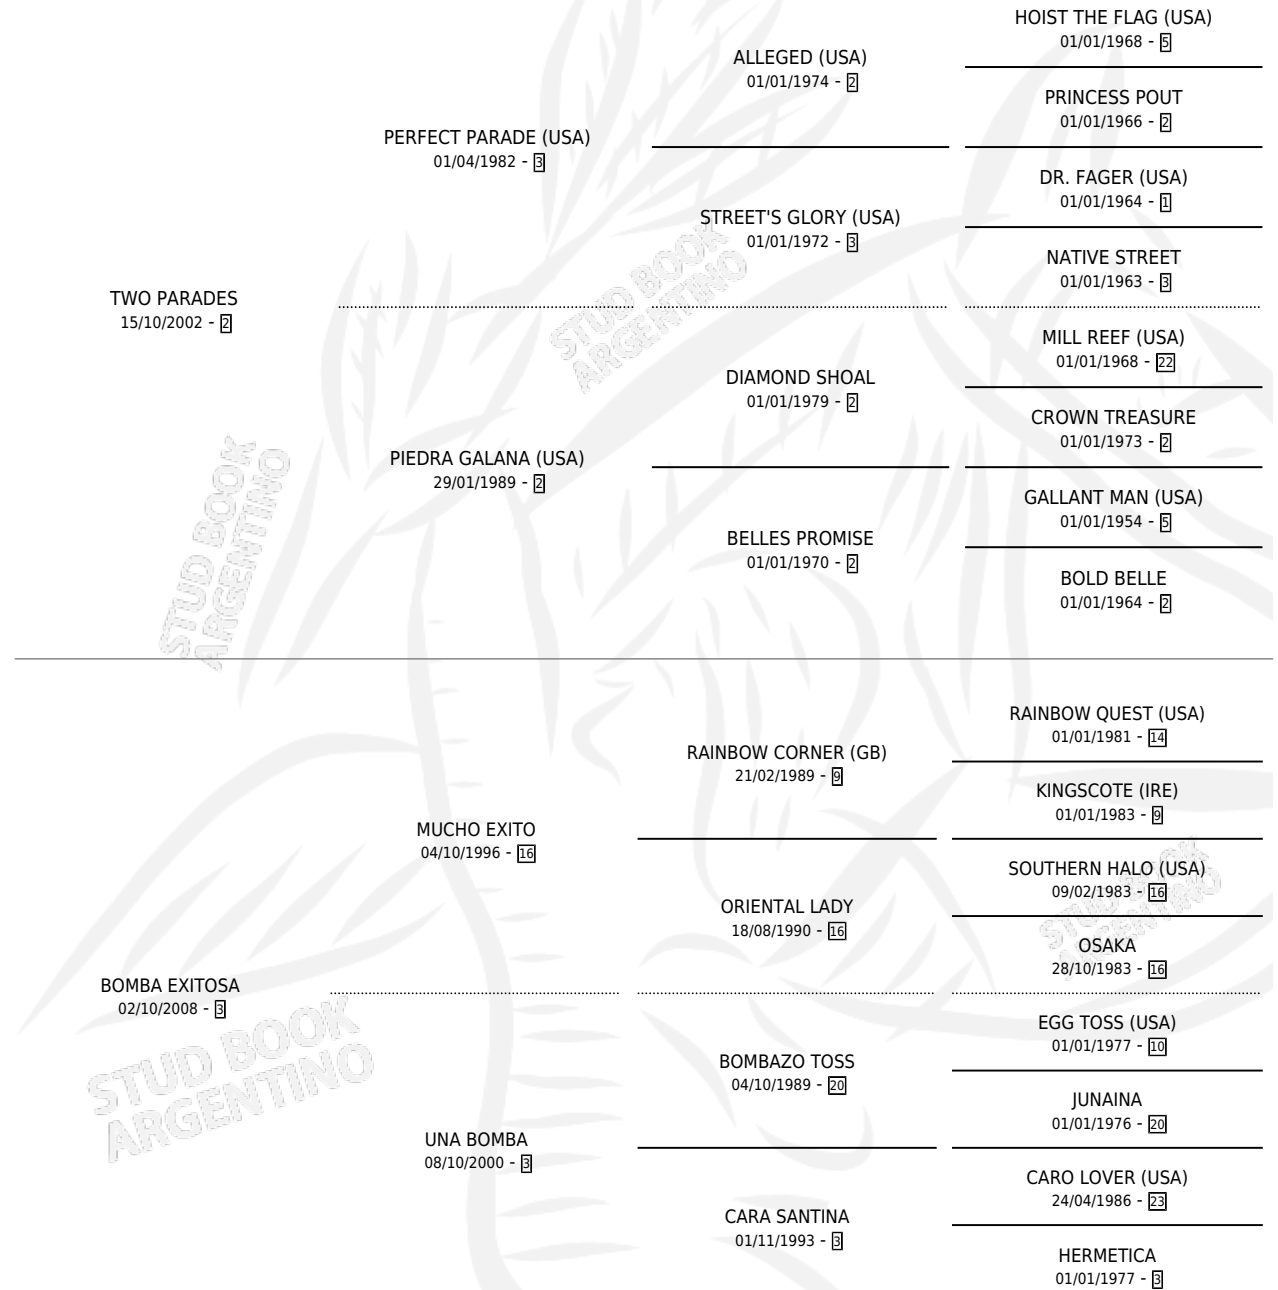 HOIST THE FLAG (USA)
01/01/1968 - 5
ALLEGED (USA)
01/01/1974 - 2
PRINCESS POUT
01/01/1966 - 2
PERFECT PARADE (USA)
01/04/1982 - 3
DR. FAGER (USA)
01/01/1964 - 1
STREET'S GLORY (USA)
01/01/1972 - 3
NATIVE STREET
01/01/1963 - 3
TWO PARADES
15/10/2002 - 2
MILL REEF (USA)
01/01/1968 - 22
DIAMOND SHOAL
01/01/1979 - 2
CROWN TREASURE
01/01/1973 - 2
PIEDRA GALANA (USA)
29/01/1989 - 2
GALLANT MAN (USA)
01/01/1954 - 5
BELLES PROMISE
01/01/1970 - 2
BOLD BELLE
01/01/1964 - 2
STUD BOOK
ARGENTINO
STUD BOOK
ARGENTINO
RAINBOW QUEST (USA)
01/01/1981 - 14
RAINBOW CORNER (GB)
21/02/1989 - 9
KINGSCOTE (IRE)
01/01/1983 - 9
MUCHO EXITO
04/10/1996 - 16
SOUTHERN HALO (USA)
09/02/1983 - 16
ORIENTAL LADY
18/08/1990 - 16
OSAKA
28/10/1983 - 16
BOMBA EXITOSA
02/10/2008 - 3
EGG TOSS (USA)
01/01/1977 - 10
BOMBAZO TOSS
04/10/1989 - 20
JUNAINA
01/01/1976 - 20
UNA BOMBA
08/10/2000 - 3
CARO LOVER (USA)
24/04/1986 - 23
CARA SANTINA
01/11/1993 - 3
HERMETICA
01/01/1977 - 3
STUD BOOK
ARGENTINO
STUD BOOK
ARGENTINO